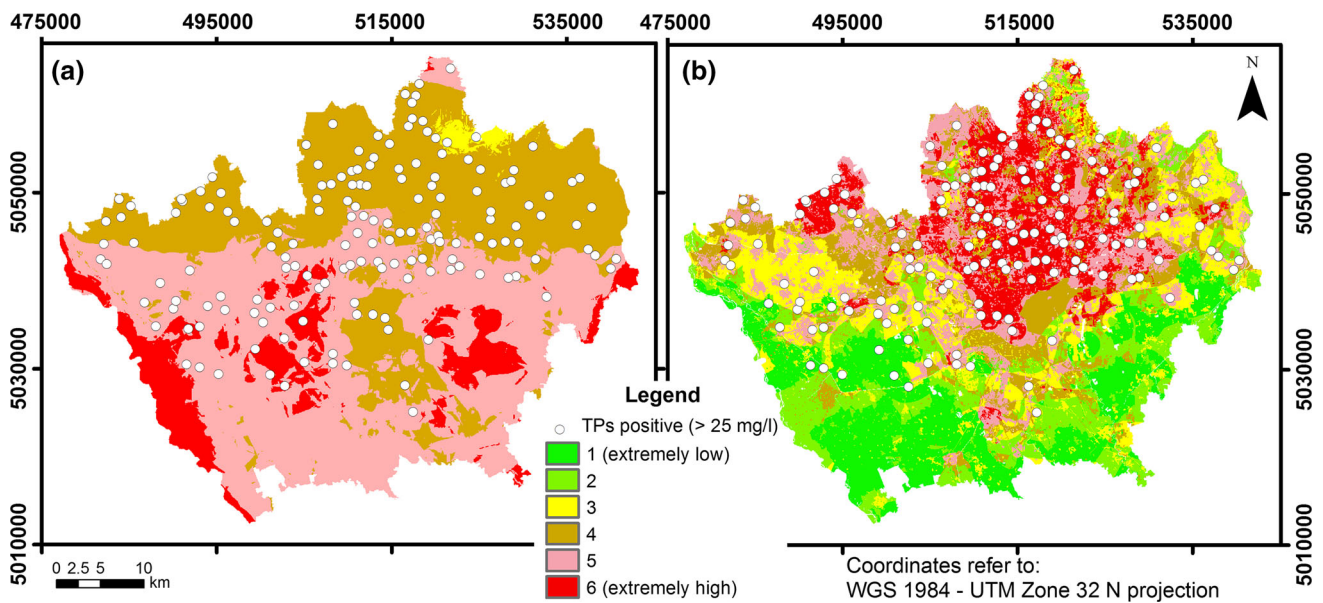 475000 495000 515000 535000 475000 495000 515000 535000
(a) (b) N
5050000 5050000
5030000 5030000
5010000 5010000
Legend
TPs positive (> 25 mg/l)
1 (extremely low)
2
3
4
5
6 (extremely high)
0 2.5 5 10
km
Coordinates refer to:
WGS 1984 - UTM Zone 32 N projection